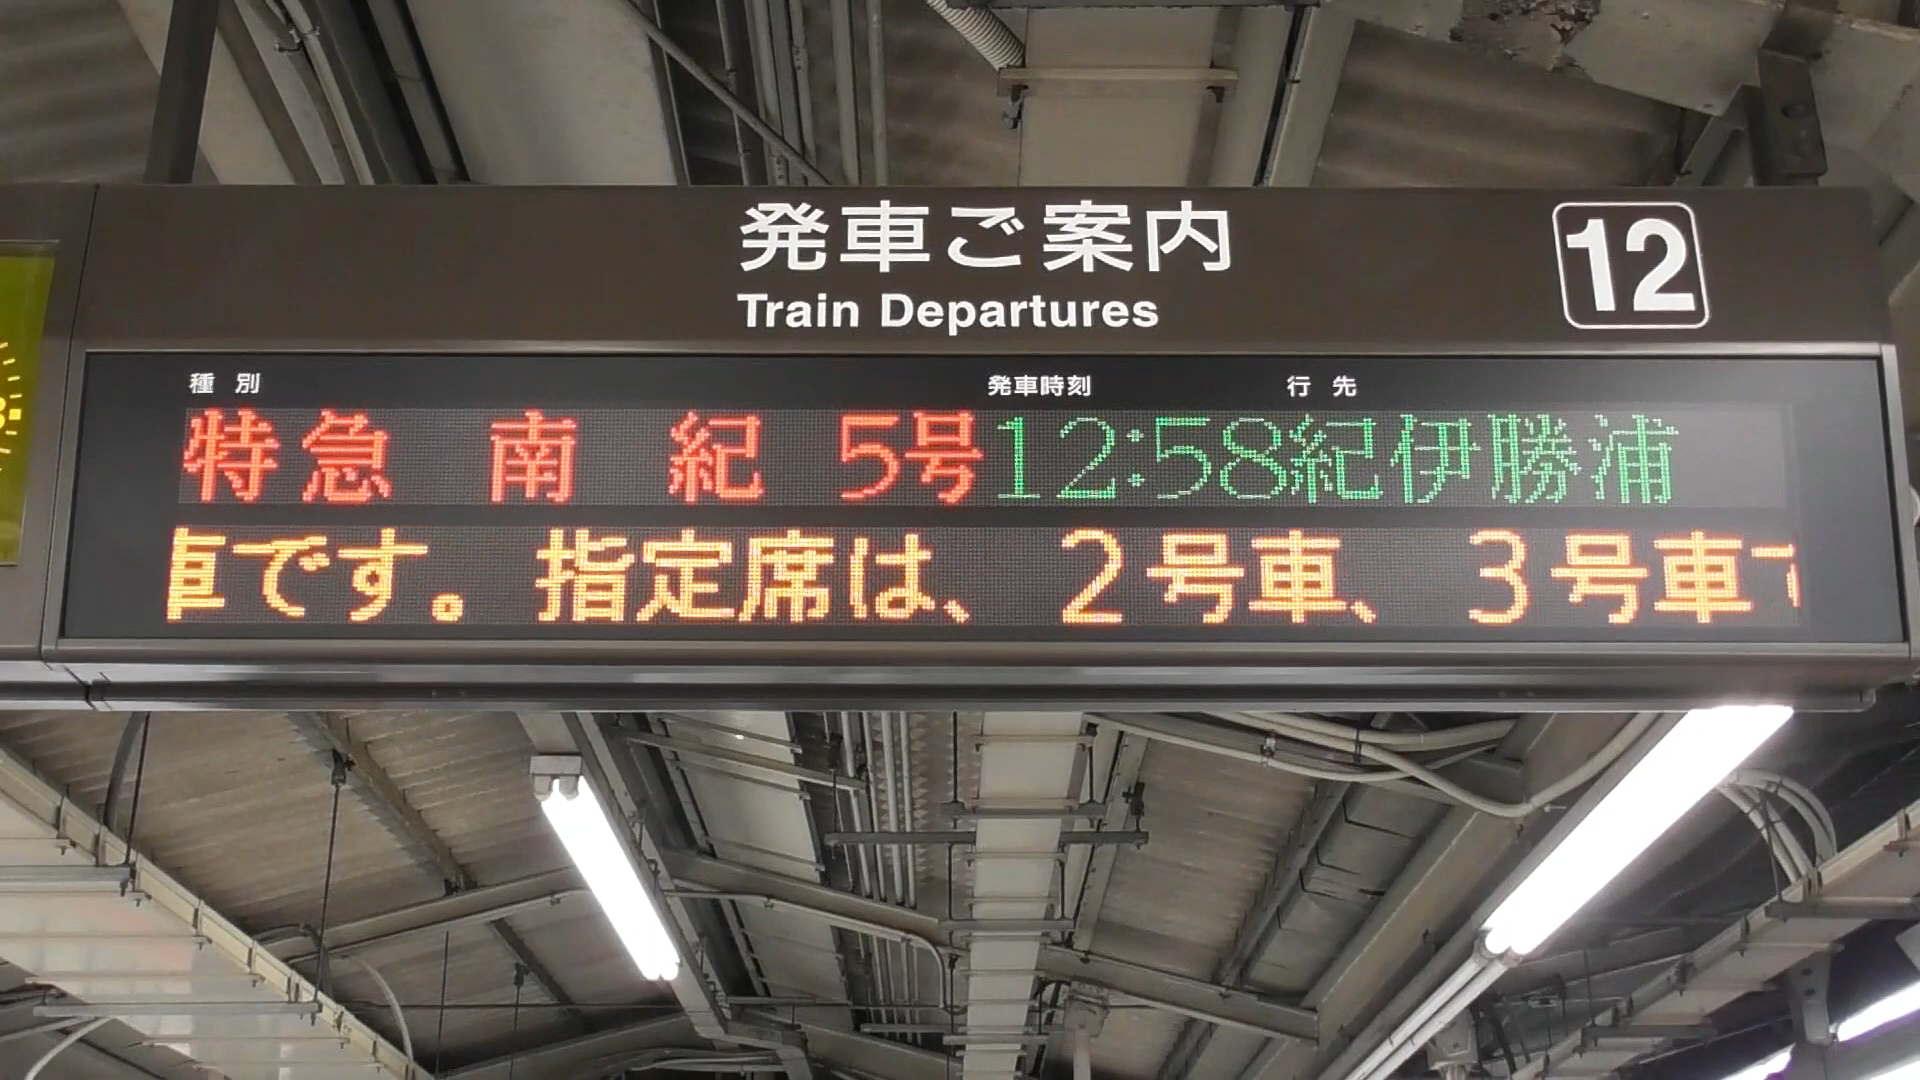 発車ご案内
Train Departures
12
種別 発車時刻 行先
特急 南紀 5号 12:58 紀伊勝浦
車です。指定席は、2号車、3号車で